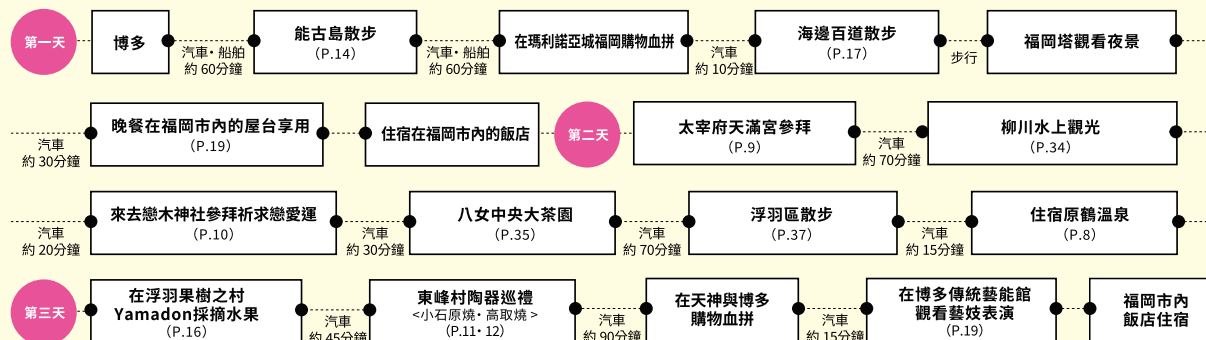 第一天
博多
汽車・船舶
約 60分鐘
能古島散步
（P.14）
汽車・船舶
約 60分鐘
在瑪利諾亞城福岡購物血拼
汽車
約 10分鐘
海邊百道散步
（P.17）
步行
福岡塔觀看夜景
汽車
約 30分鐘
晚餐在福岡市內的屋台享用
（P.19）
住宿在福岡市內的飯店
第二天
太宰府天滿宮參拜
（P.9）
汽車
約 70分鐘
柳川水上觀光
（P.34）
汽車
約 20分鐘
來去戀木神社參拜祈求戀愛運
（P.10）
汽車
約 30分鐘
八女中央大茶園
（P.35）
汽車
約 70分鐘
浮羽區散步
（P.37）
汽車
約 15分鐘
住宿原鶴溫泉
（P.8）
第三天
在浮羽果樹之村
Yamadon採摘水果
（P.16）
汽車
約 45分鐘
東峰村陶器巡禮
<小石原燒・高取燒 >
（P.11・12）
汽車
約 90分鐘
在天神與博多
購物血拼
汽車
約 15分鐘
在博多傳統藝能館
觀看藝妓表演
（P.19）
福岡市內
飯店住宿